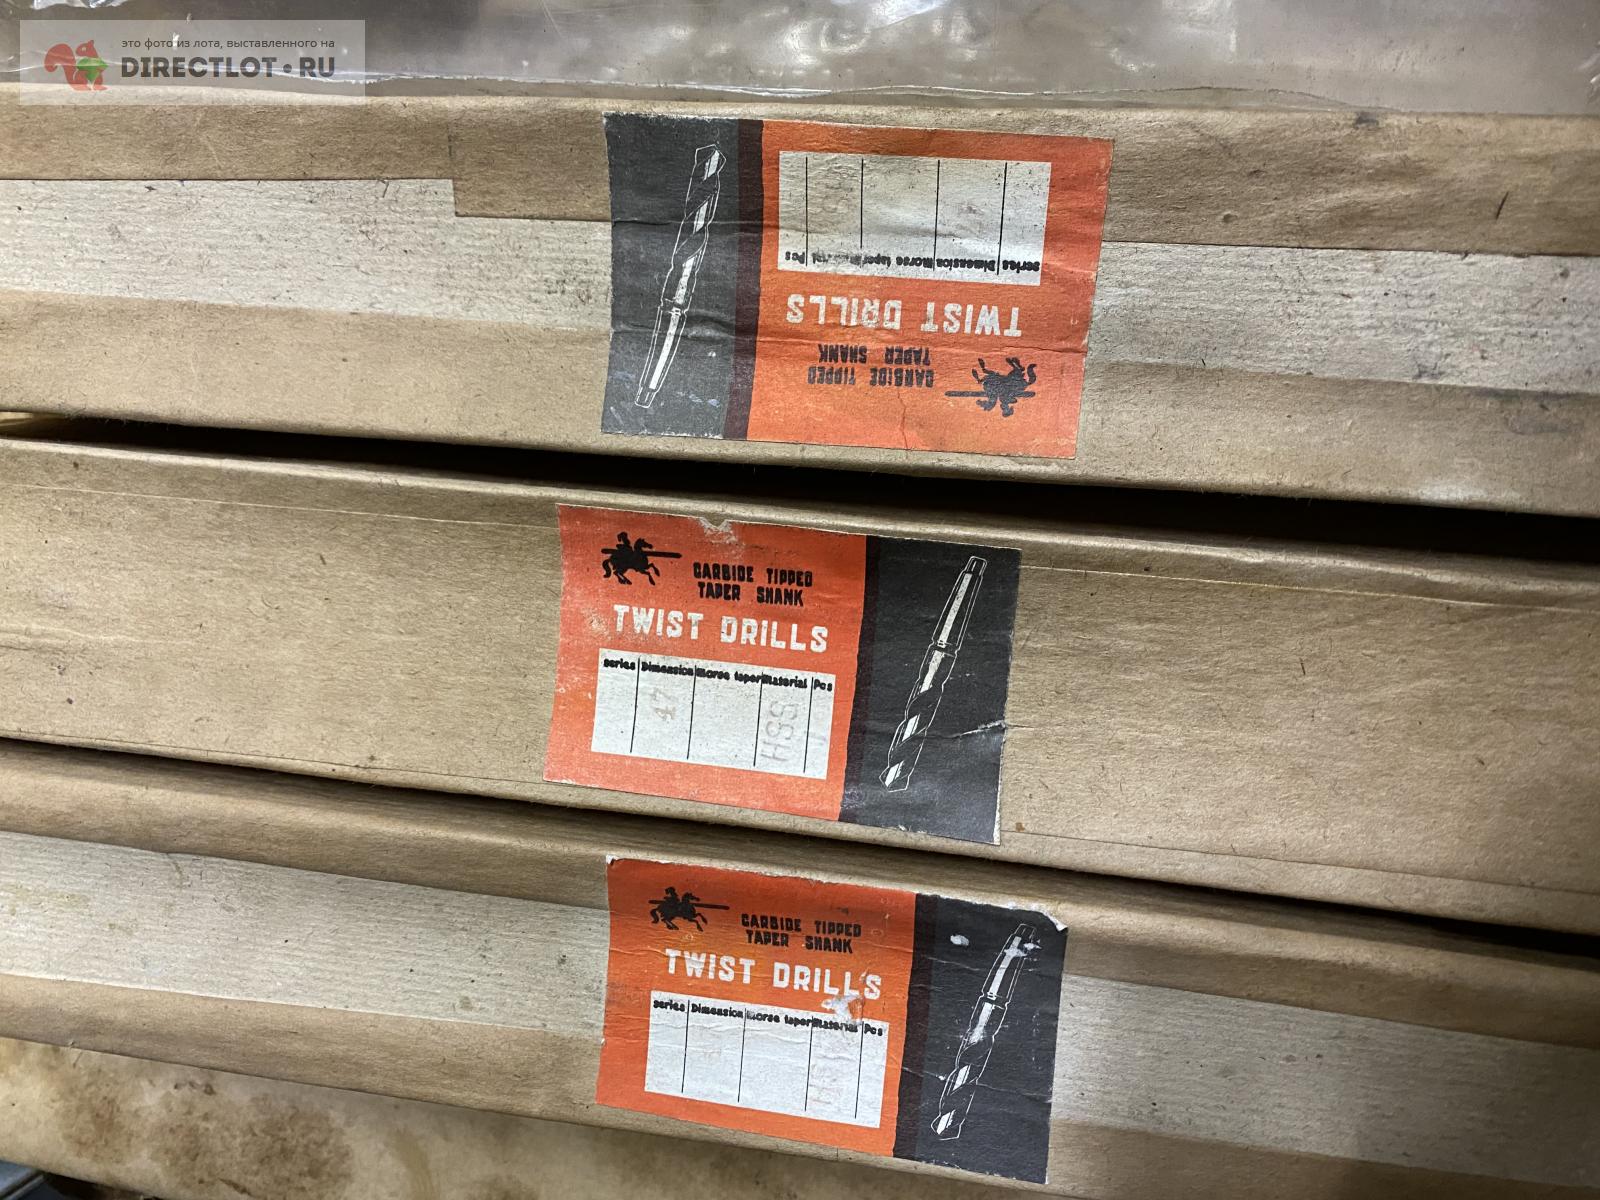 это фото из лота, выставленного на
DIRECTLOT.RU
CARBIDE TIPPED
TAPER SHANK
TWIST DRILLS
series Dimension Morse taper Material Pcs
CARBIDE TIPPED
TAPER SHANK
TWIST DRILLS
series Dimension Morse taper Material Pcs
47 HSS 1
CARBIDE TIPPED
TAPER SHANK
TWIST DRILLS
series Dimension Morse taper Material Pcs